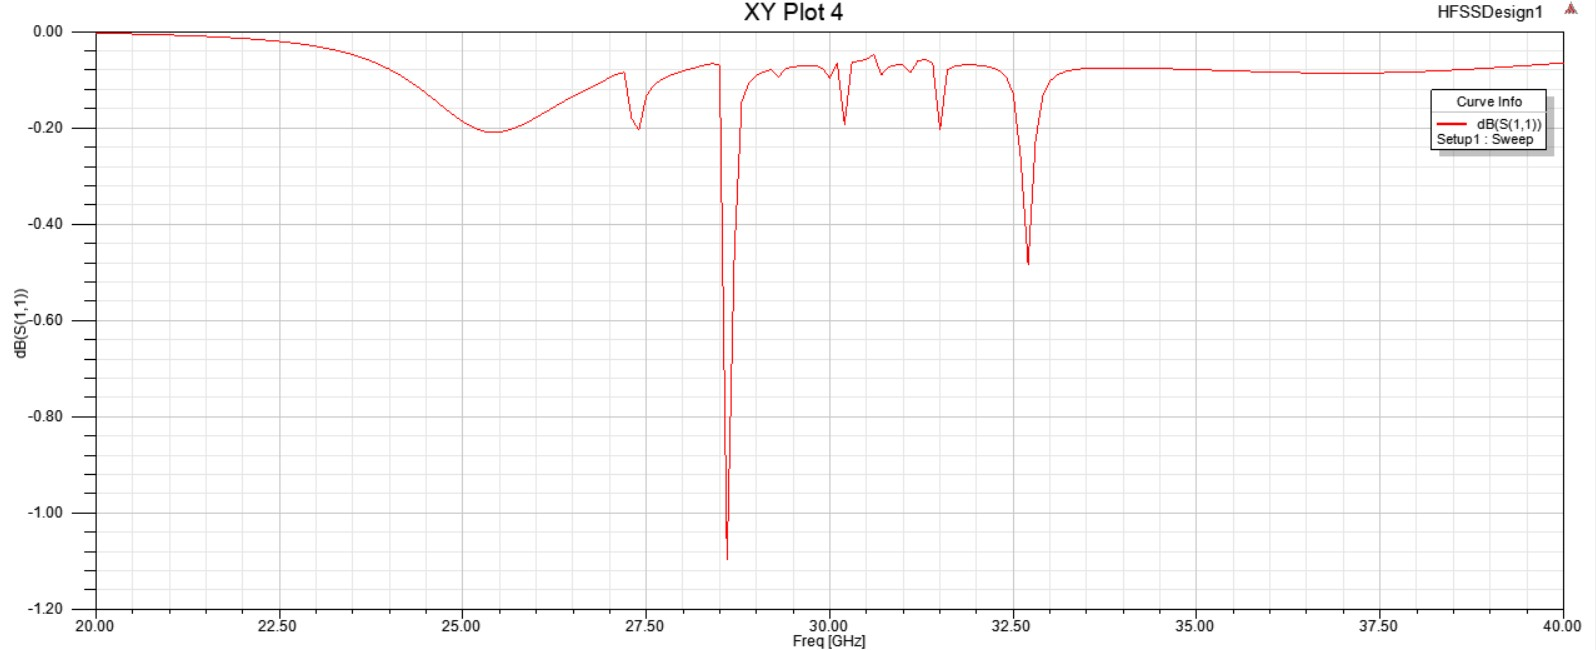 XY Plot 4
HFSSDesign1
0.00
-0.20
-0.40
-0.60
-0.80
-1.00
-1.20
dB(S(1,1))
Curve Info
dB(S(1,1))
Setup1 : Sweep
20.00
22.50
25.00
27.50
30.00
32.50
35.00
37.50
40.00
Freq [GHz]